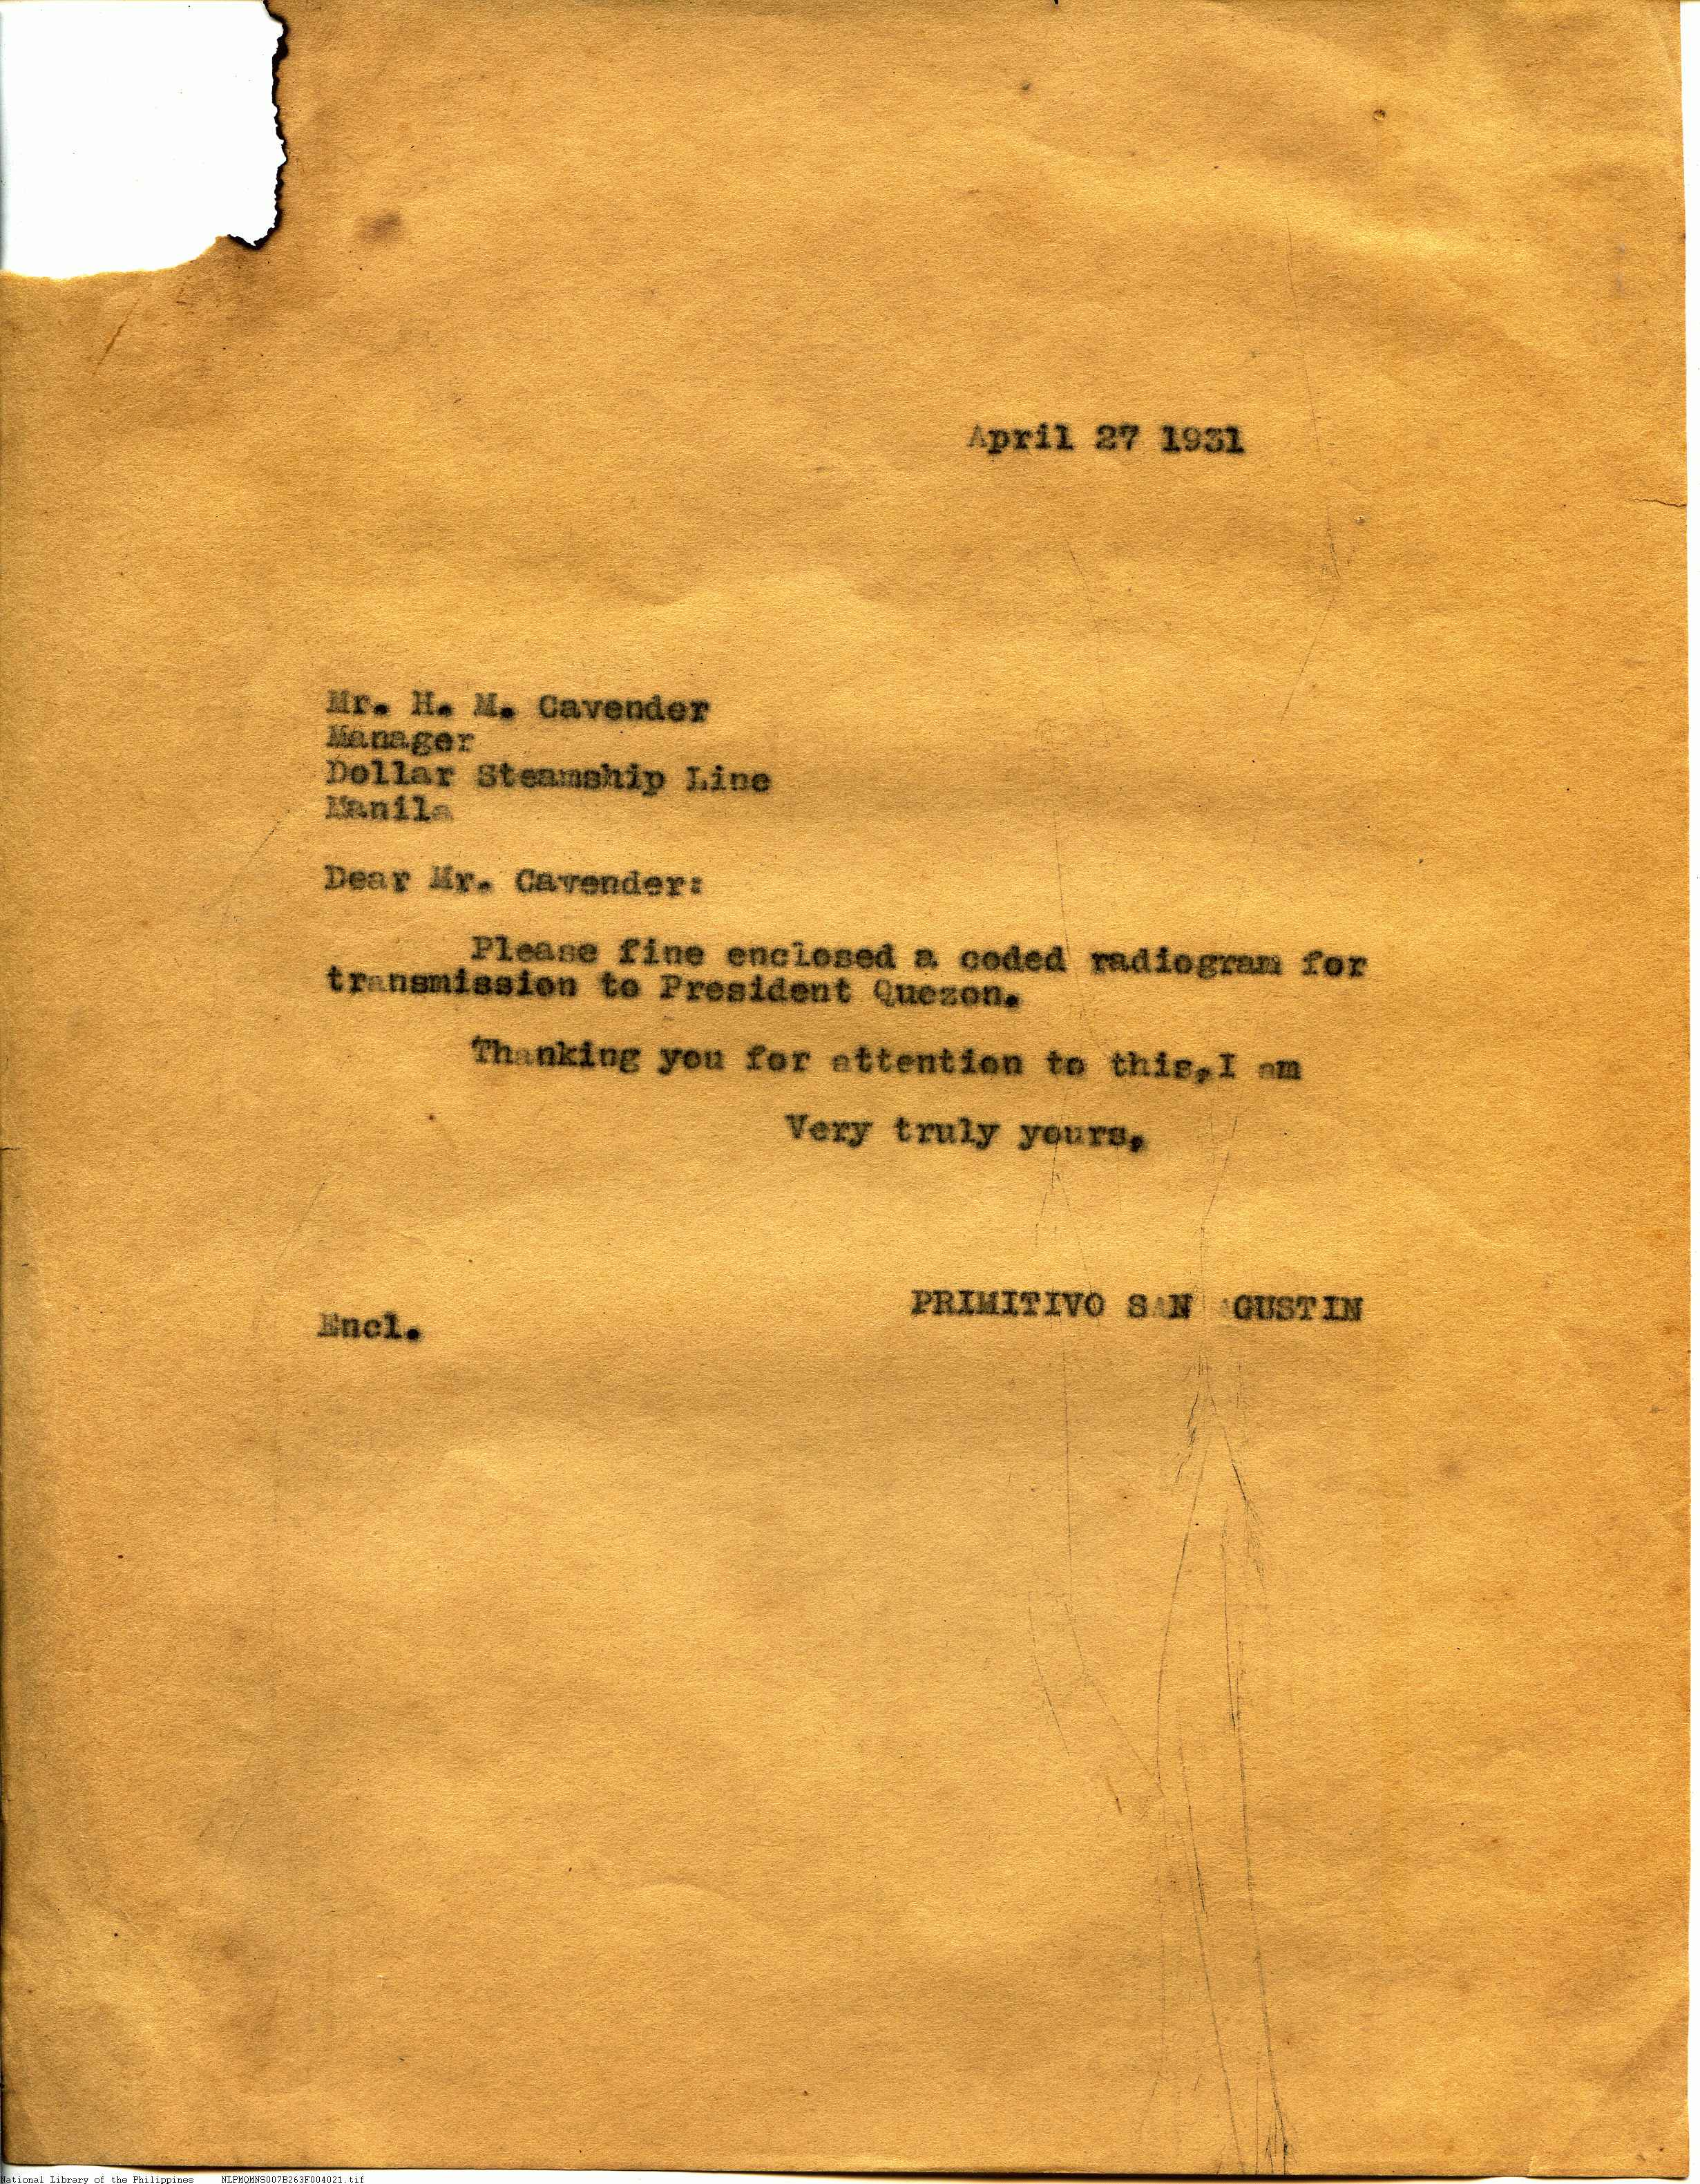 April 27 1931
Mr. H. M. Cavender
Manager
Dollar Steamship Line
Manila
Dear Mr. Cavender:
Please fine enclosed a coded radiogram for
transmission to President Quezon.
Thanking you for attention to this, I am
Very truly yours,
PRIMITIVO SAN AGUSTIN
Encl.
National Library of the Philippines NLPMQMNS007B263F004021.tif